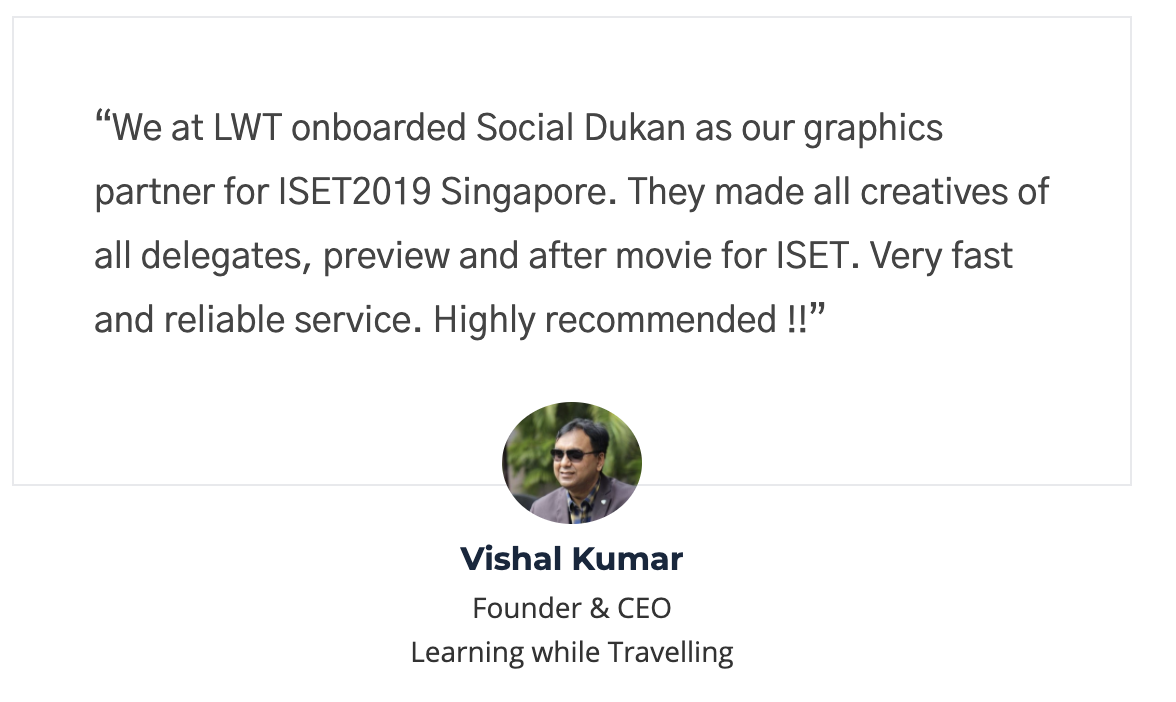 “We at LWT onboarded Social Dukan as our graphics
partner for ISET2019 Singapore. They made all creatives of
all delegates, preview and after movie for ISET. Very fast
and reliable service. Highly recommended !!”
Vishal Kumar
Founder & CEO
Learning while Travelling